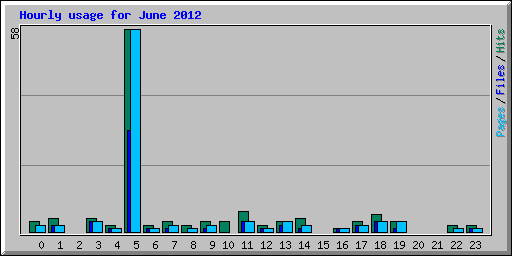 Hourly usage for June 2012
58
Pages/Files/Hits
0 1 2 3 4 5 6 7 8 9 10 11 12 13 14 15 16 17 18 19 20 21 22 23